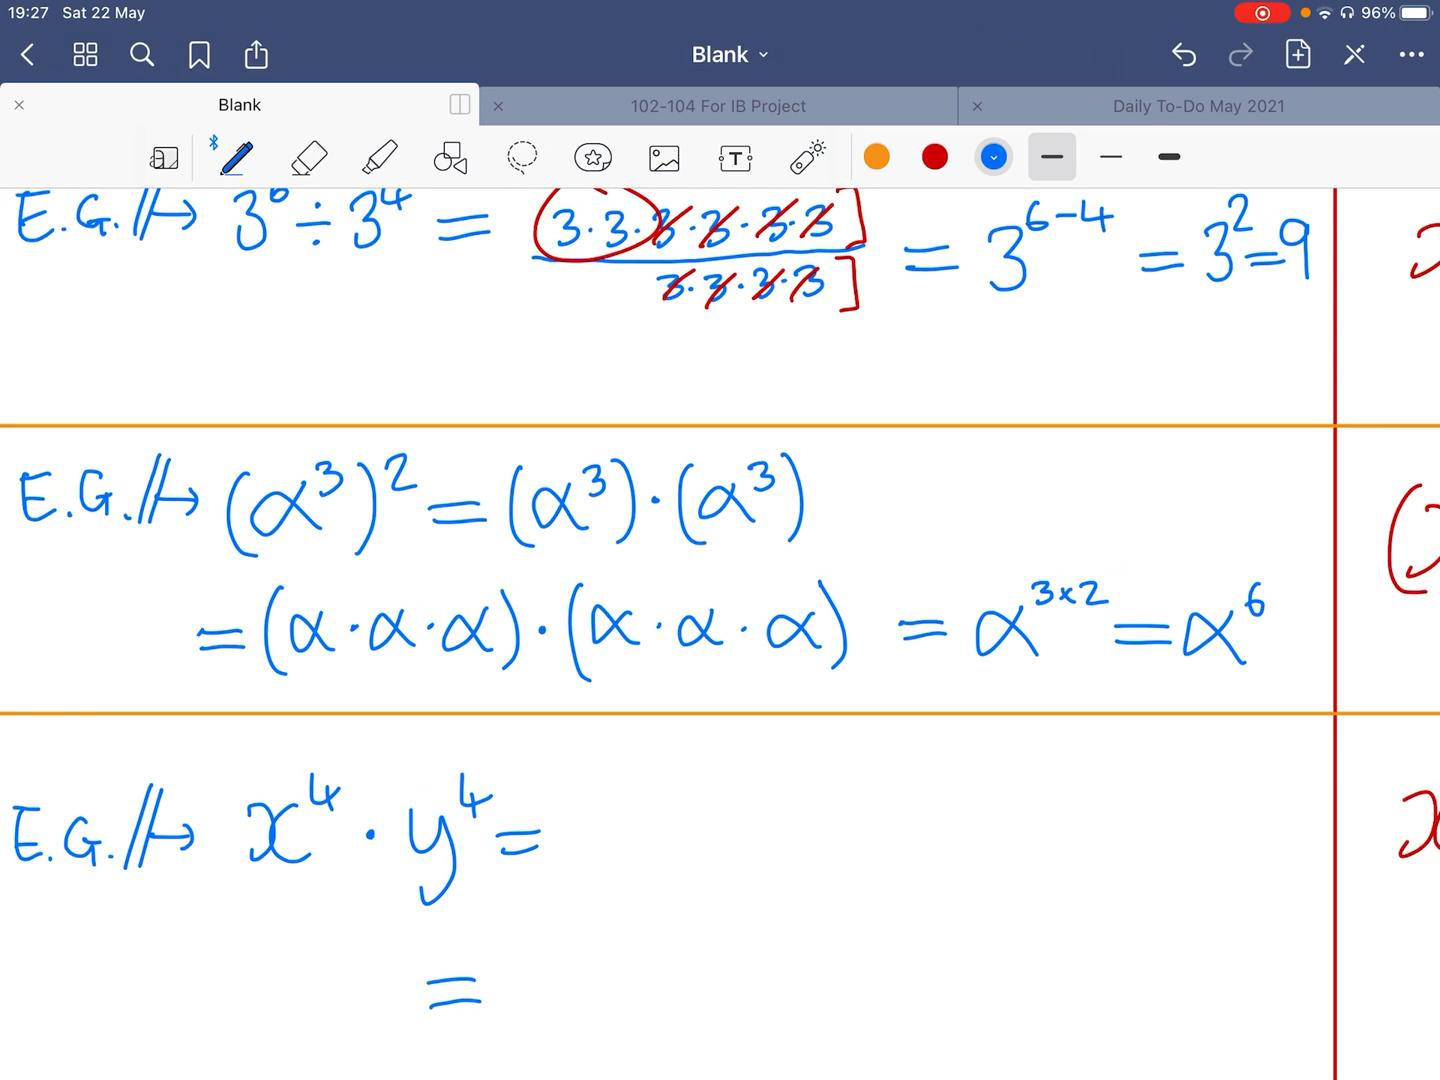 19:27 Sat 22 May 96%
Blank
Blank 102-104 For IB Project Daily To-Do May 2021
T
E.G. // → 3⁶ ÷ 3⁴ = 3·3·3·3·3·3 / 3·3·3·3 = 3⁶⁻⁴ = 3² = 9
E.G. // → (α³)² = (α³)·(α³)
= (α·α·α)·(α·α·α) = α³ˣ² = α⁶
E.G. // → x⁴ · y⁴ =
=